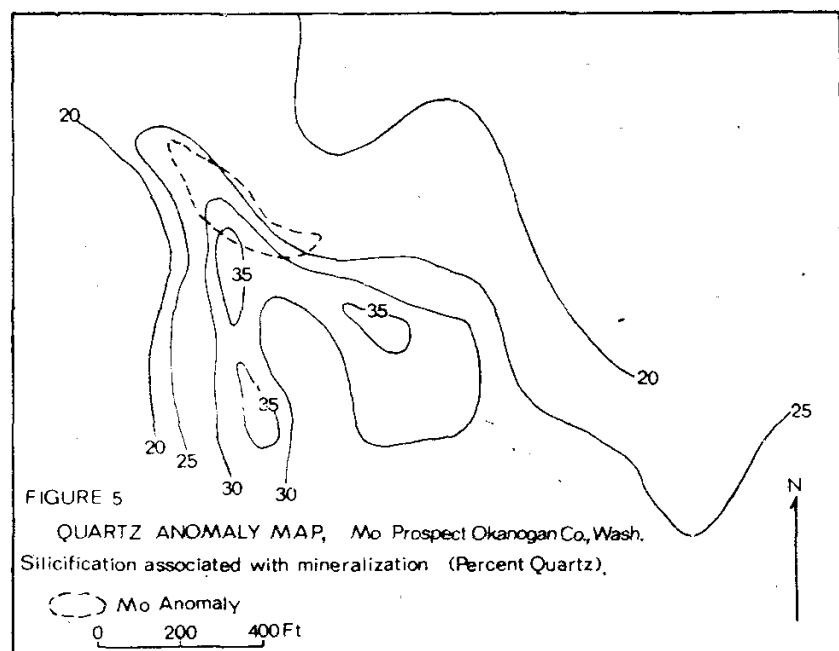 20
35
35
35
20
25
20
25
30
30
N
FIGURE 5
QUARTZ ANOMALY MAP, Mo Prospect Okanogan Co., Wash.
Silicification associated with mineralization (Percent Quartz).
Mo Anomaly
0 200 400 Ft